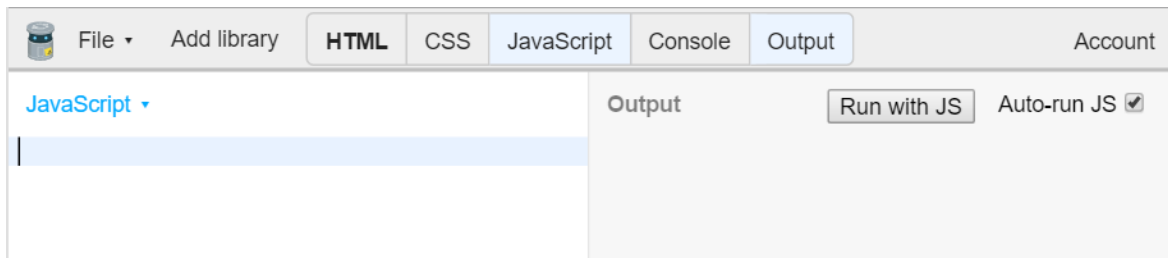 File Add library HTML CSS JavaScript Console Output Account
JavaScript Output Run with JS Auto-run JS